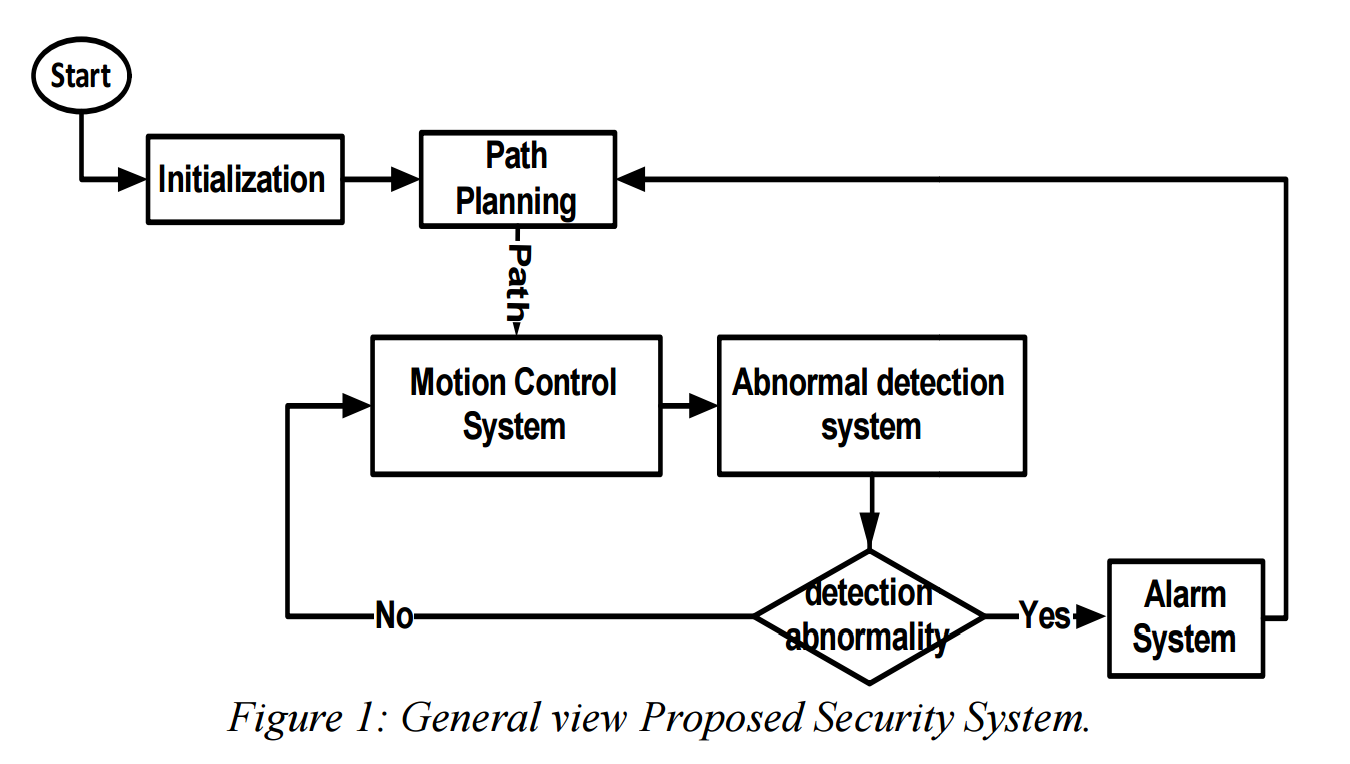 Start
Initialization
Path
Planning
Path
Motion Control
System
Abnormal detection
system
detection
abnormality
No
Yes
Alarm
System
Figure 1: General view Proposed Security System.